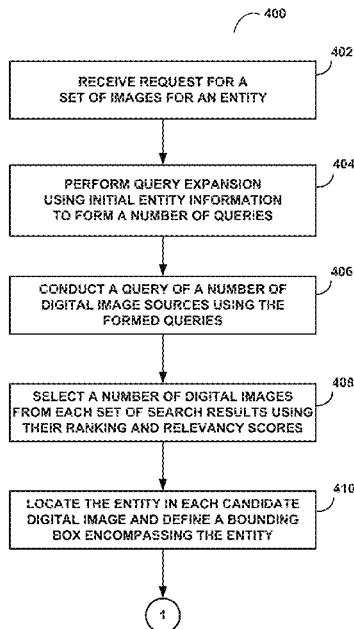 400
402
RECEIVE REQUEST FOR A
SET OF IMAGES FOR AN ENTITY
404
PERFORM QUERY EXPANSION
USING INITIAL ENTITY INFORMATION
TO FORM A NUMBER OF QUERIES
406
CONDUCT A QUERY OF A NUMBER OF
DIGITAL IMAGE SOURCES USING THE
FORMED QUERIES
408
SELECT A NUMBER OF DIGITAL IMAGES
FROM EACH SET OF SEARCH RESULTS USING
THEIR RANKING AND RELEVANCY SCORES
410
LOCATE THE ENTITY IN EACH CANDIDATE
DIGITAL IMAGE AND DEFINE A BOUNDING
BOX ENCOMPASSING THE ENTITY
1